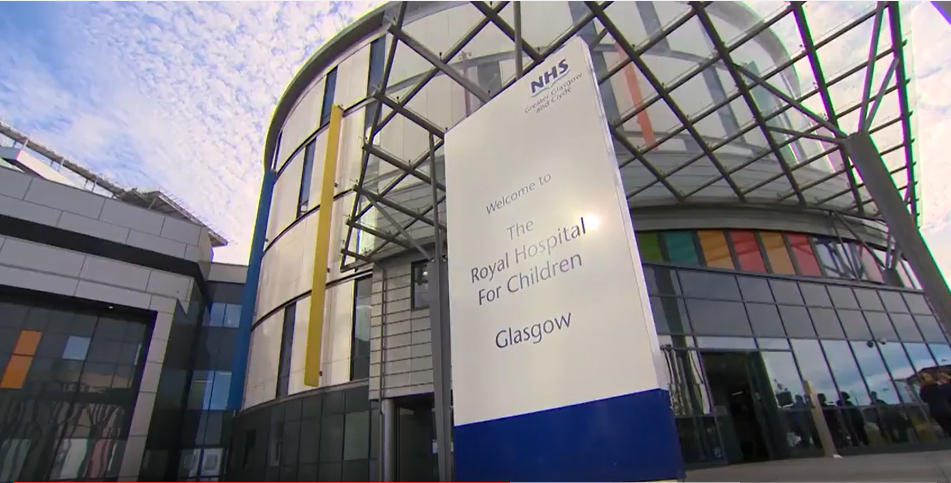 NHS
Greater Glasgow
and Clyde
Welcome to
The
Royal Hospital
For Children
Glasgow